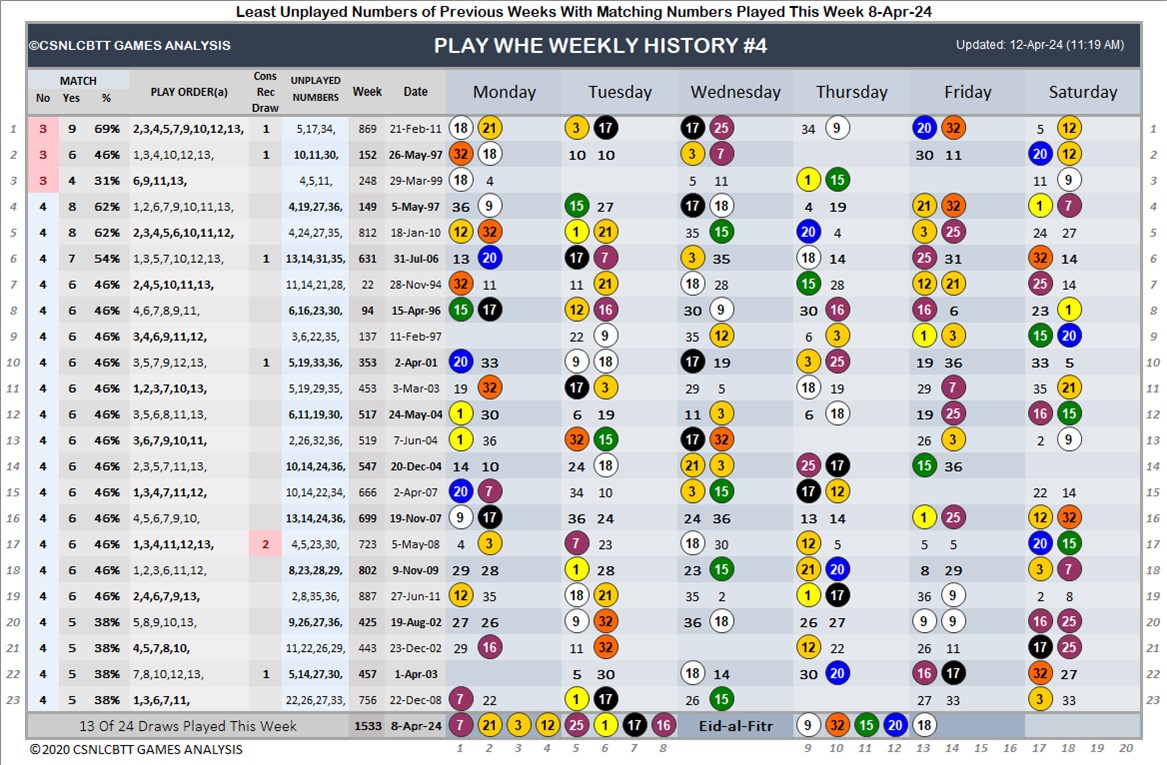 Least Unplayed Numbers of Previous Weeks With Matching Numbers Played This Week 8-Apr-24
©CSNLCBTT GAMES ANALYSIS PLAY WHE WEEKLY HISTORY #4 Updated: 12-Apr-24 (11:19 AM)
MATCH No Yes % PLAY ORDER(a) Cons Rec Draw UNPLAYED NUMBERS Week Date Monday Tuesday Wednesday Thursday Friday Saturday
1 3 9 69% 2,3,4,5,7,9,10,12,13, 1 5,17,34, 869 21-Feb-11 18 21 3 17 17 25 34 9 20 32 5 12 1
2 3 6 46% 1,3,4,10,12,13, 1 10,11,30, 152 26-May-97 32 18 10 10 3 7 30 11 20 12 2
3 3 4 31% 6,9,11,13, 4,5,11, 248 29-Mar-99 18 4 5 11 1 15 11 9 3
4 4 8 62% 1,2,6,7,9,10,11,13, 4,19,27,36, 149 5-May-97 36 9 15 27 17 18 4 19 21 32 1 7 4
5 4 8 62% 2,3,4,5,6,10,11,12, 4,24,27,35, 812 18-Jan-10 12 32 1 21 35 15 20 4 3 25 24 27 5
6 4 7 54% 1,3,5,7,10,12,13, 1 13,14,31,35, 631 31-Jul-06 13 20 17 7 3 35 18 14 25 31 32 14 6
7 4 6 46% 2,4,5,10,11,13, 11,14,21,28, 22 28-Nov-94 32 11 11 21 18 28 15 28 12 21 25 14 7
8 4 6 46% 4,6,7,8,9,11, 6,16,23,30, 94 15-Apr-96 15 17 12 16 30 9 30 16 16 6 23 1 8
9 4 6 46% 3,4,6,9,11,12, 3,6,22,35, 137 11-Feb-97 22 9 35 12 6 3 1 3 15 20 9
10 4 6 46% 3,5,7,9,12,13, 1 5,19,33,36, 353 2-Apr-01 20 33 9 18 17 19 3 25 19 36 33 5 10
11 4 6 46% 1,2,3,7,10,13, 5,19,29,35, 453 3-Mar-03 19 32 17 3 29 5 18 19 29 7 35 21 11
12 4 6 46% 3,5,6,8,11,13, 6,11,19,30, 517 24-May-04 1 30 6 19 11 3 6 18 19 25 16 15 12
13 4 6 46% 3,6,7,9,10,11, 2,26,32,36, 519 7-Jun-04 1 36 32 15 17 32 26 3 2 9 13
14 4 6 46% 2,3,5,7,11,13, 10,14,24,36, 547 20-Dec-04 14 10 24 18 21 3 25 17 15 36 14
15 4 6 46% 1,3,4,7,11,12, 10,14,22,34, 666 2-Apr-07 20 7 34 10 3 15 17 12 22 14 15
16 4 6 46% 4,5,6,7,9,10, 13,14,24,36, 699 19-Nov-07 9 17 36 24 24 36 13 14 1 25 12 32 16
17 4 6 46% 1,3,4,11,12,13, 2 4,5,23,30, 723 5-May-08 4 3 7 23 18 30 12 5 5 5 20 15 17
18 4 6 46% 1,2,3,6,11,12, 8,23,28,29, 802 9-Nov-09 29 28 1 28 23 15 21 20 8 29 3 7 18
19 4 6 46% 2,4,6,7,9,13, 2,8,35,36, 887 27-Jun-11 12 35 18 21 35 2 1 17 36 9 2 8 19
20 4 5 38% 5,8,9,10,13, 9,26,27,36, 425 19-Aug-02 27 26 9 32 36 18 26 27 9 9 16 25 20
21 4 5 38% 4,5,7,8,10, 11,22,26,29, 443 23-Dec-02 29 16 11 32 12 22 26 11 17 25 21
22 4 5 38% 7,8,10,12,13, 1 5,14,27,30, 457 1-Apr-03 5 30 18 14 30 20 16 17 32 27 22
23 4 5 38% 1,3,6,7,11, 22,26,27,33, 756 22-Dec-08 7 22 1 17 26 15 27 33 3 33 23
13 Of 24 Draws Played This Week 1533 8-Apr-24 7 21 3 12 25 1 17 16 Eid-al-Fitr 9 32 15 20 18
©2020 CSNLCBTT GAMES ANALYSIS 1 2 3 4 5 6 7 8 9 10 11 12 13 14 15 16 17 18 19 20